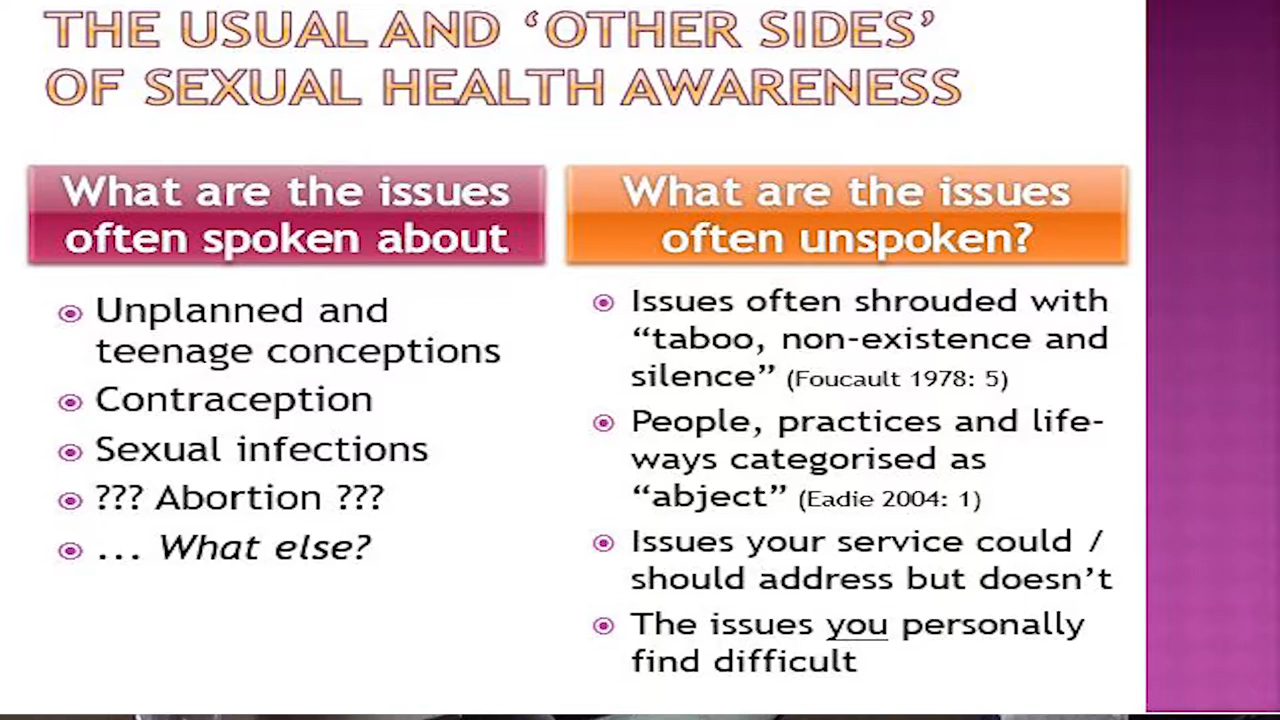 THE USUAL AND ‘OTHER SIDES’
OF SEXUAL HEALTH AWARENESS
What are the issues
often spoken about
Unplanned and
teenage conceptions
Contraception
Sexual infections
??? Abortion ???
... What else?
What are the issues
often unspoken?
Issues often shrouded with
“taboo, non-existence and
silence” (Foucault 1978: 5)
People, practices and life-
ways categorised as
“abject” (Eadie 2004: 1)
Issues your service could /
should address but doesn’t
The issues you personally
find difficult